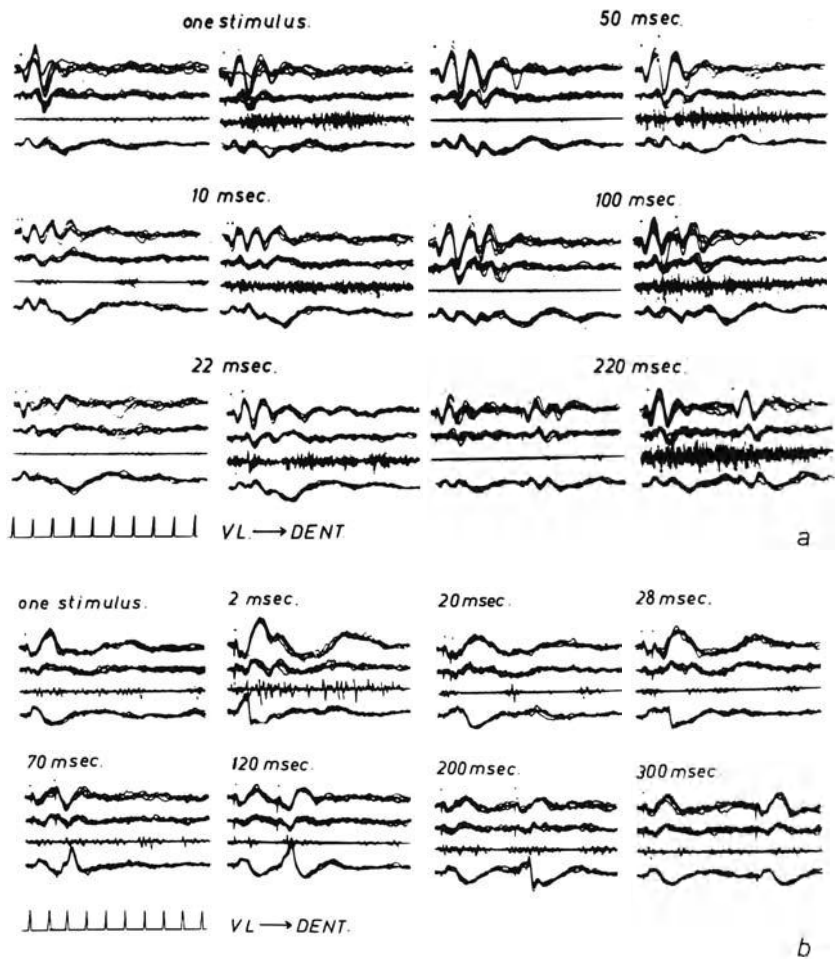 one stimulus.
50 msec.
10 msec.
100 msec.
22 msec.
220 msec.
VL. → DENT.
a
one stimulus.
2 msec.
20 msec.
28 msec.
70 msec.
120 msec.
200 msec.
300 msec.
VL → DENT.
b